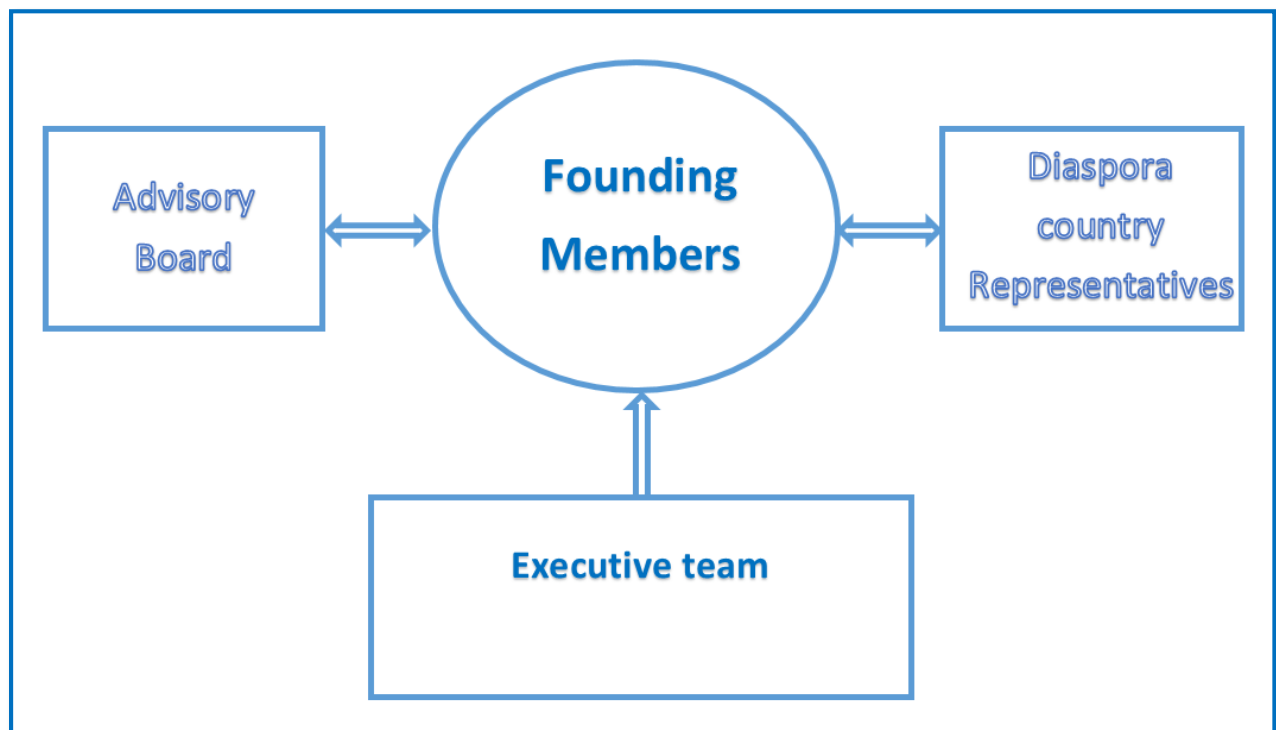 Advisory
Board
Founding
Members
Diaspora
country
Representatives
Executive team